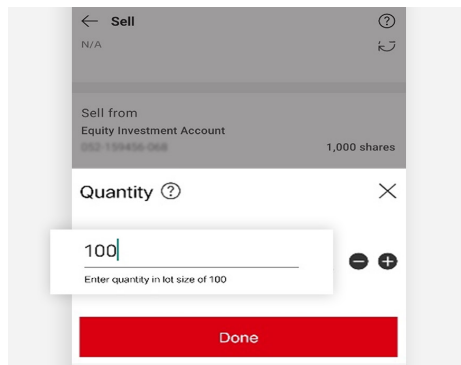 Sell
N/A
Sell from
Equity Investment Account
1,000 shares
Quantity
100
Enter quantity in lot size of 100
Done